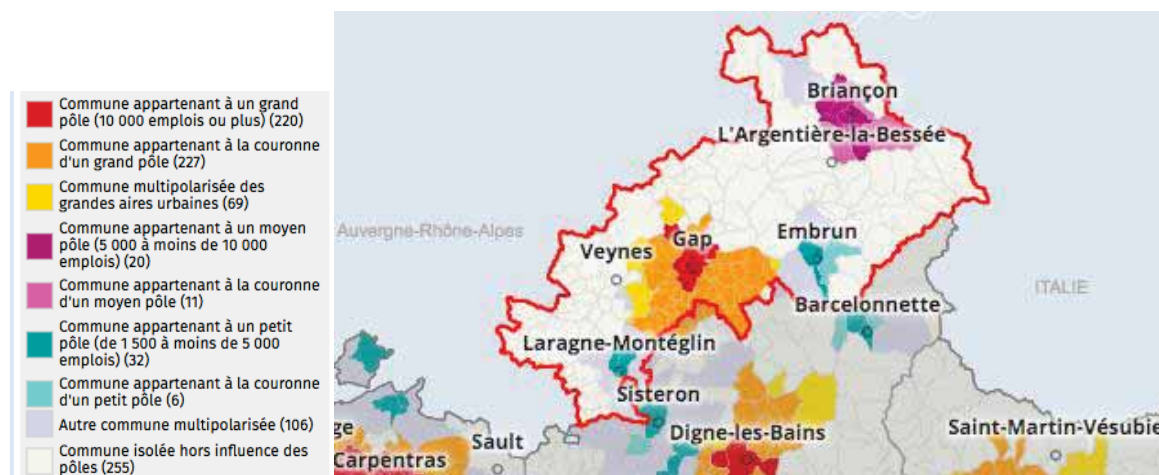 Commune appartenant à un grand
pôle (10 000 emplois ou plus) (220)
Commune appartenant à la couronne
d'un grand pôle (227)
Commune multipolarisée des
grandes aires urbaines (69)
Commune appartenant à un moyen
pôle (5 000 à moins de 10 000
emplois) (20)
Commune appartenant à la couronne
d'un moyen pôle (11)
Commune appartenant à un petit
pôle (de 1 500 à moins de 5 000
emplois) (32)
Commune appartenant à la couronne
d'un petit pôle (6)
Autre commune multipolarisée (106)
Commune isolée hors influence des
pôles (255)
Briançon
L'Argentière-la-Bessée
Auvergne-Rhône-Alpes
Gap
Embrun
Veynes
ITALIE
Barcelonnette
Laragne-Montéglin
Sisteron
ge
Sault
Digne-les-Bains
Saint-Martin-Vésubie
Carpentras